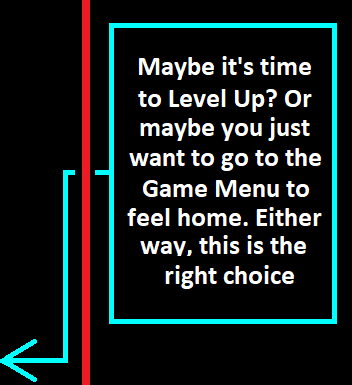 Maybe it's time
to Level Up? Or
maybe you just
want to go to the
Game Menu to
feel home. Either
way, this is the
right choice